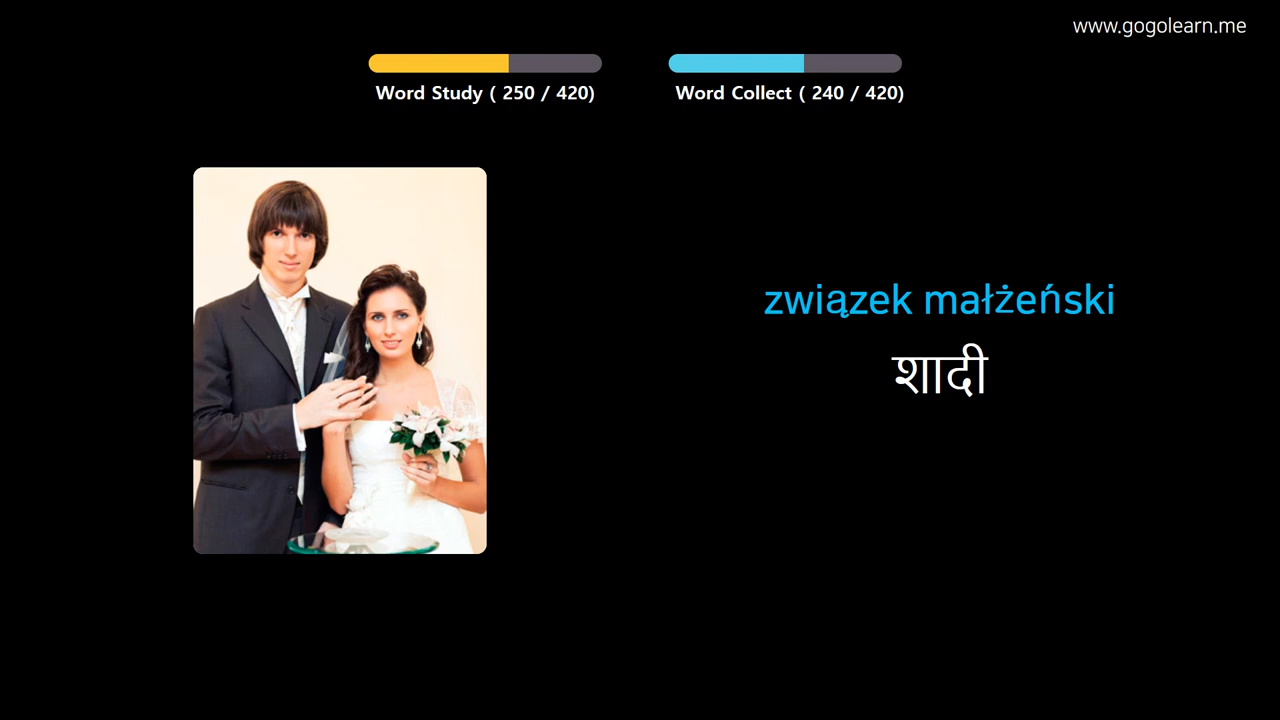 www.gogolearn.me
Word Study ( 250 / 420)
Word Collect ( 240 / 420)
związek małżeński
शादी